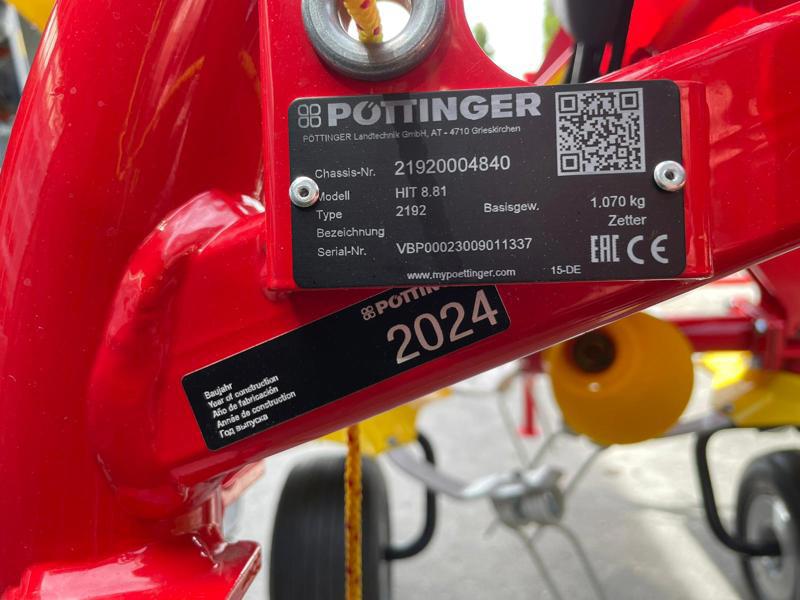 PÖTTINGER
PÖTTINGER Landtechnik GmbH, AT - 4710 Grieskirchen
Chassis-Nr. 21920004840
Modell HIT 8.81
Type 2192 Basisgew. 1.070 kg
Bezeichnung Zetter
Serial-Nr. VBP00023009011337
EAC CE
www.mypoettinger.com 15-DE
PÖTTIN
2024
Baujahr
Year of construction
Año de fabricación
Année de construction
Год выпуска